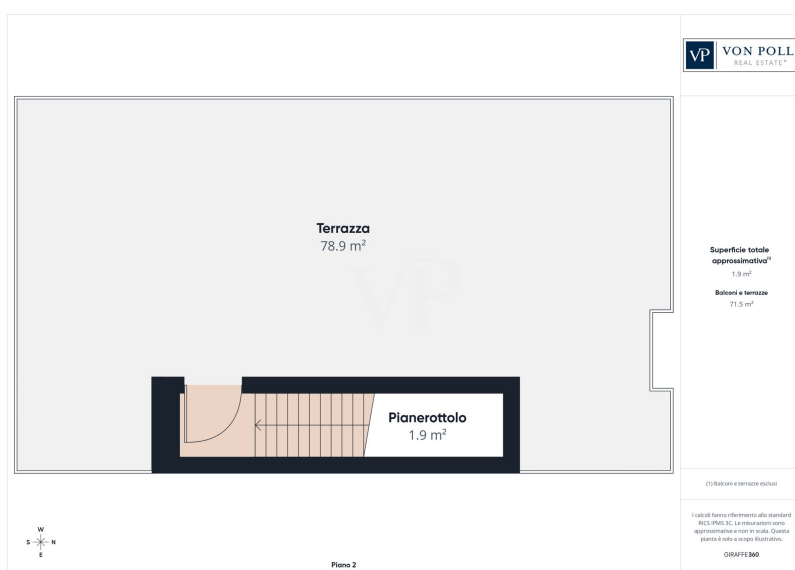 VP VON POLL
REAL ESTATE®
Terrazza
78.9 m²
VP
Pianerottolo
1.9 m²
Superficie totale
approssimativa⁽¹⁾
1.9 m²
Balconi e terrazze
71.5 m²
(1) Balconi e terrazze esclusi
I calcoli fanno riferimento allo standard
RICS IPMS 3C. Le misurazioni sono
approssimative e non in scala. Questa
pianta è solo a scopo illustrativo.
GIRAFFE360
W
S N
E
Piano 2